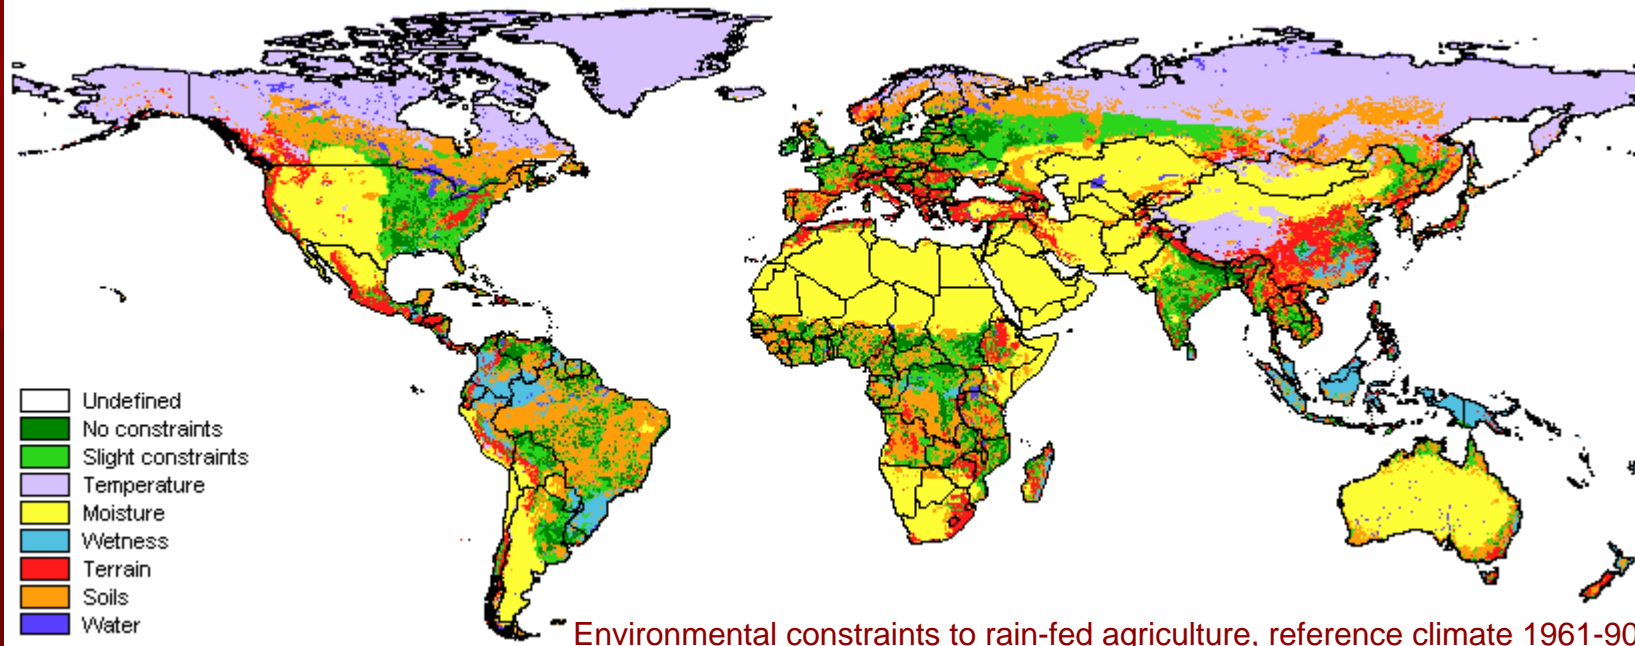 Undefined
No constraints
Slight constraints
Temperature
Moisture
Wetness
Terrain
Soils
Water
Environmental constraints to rain-fed agriculture, reference climate 1961-90